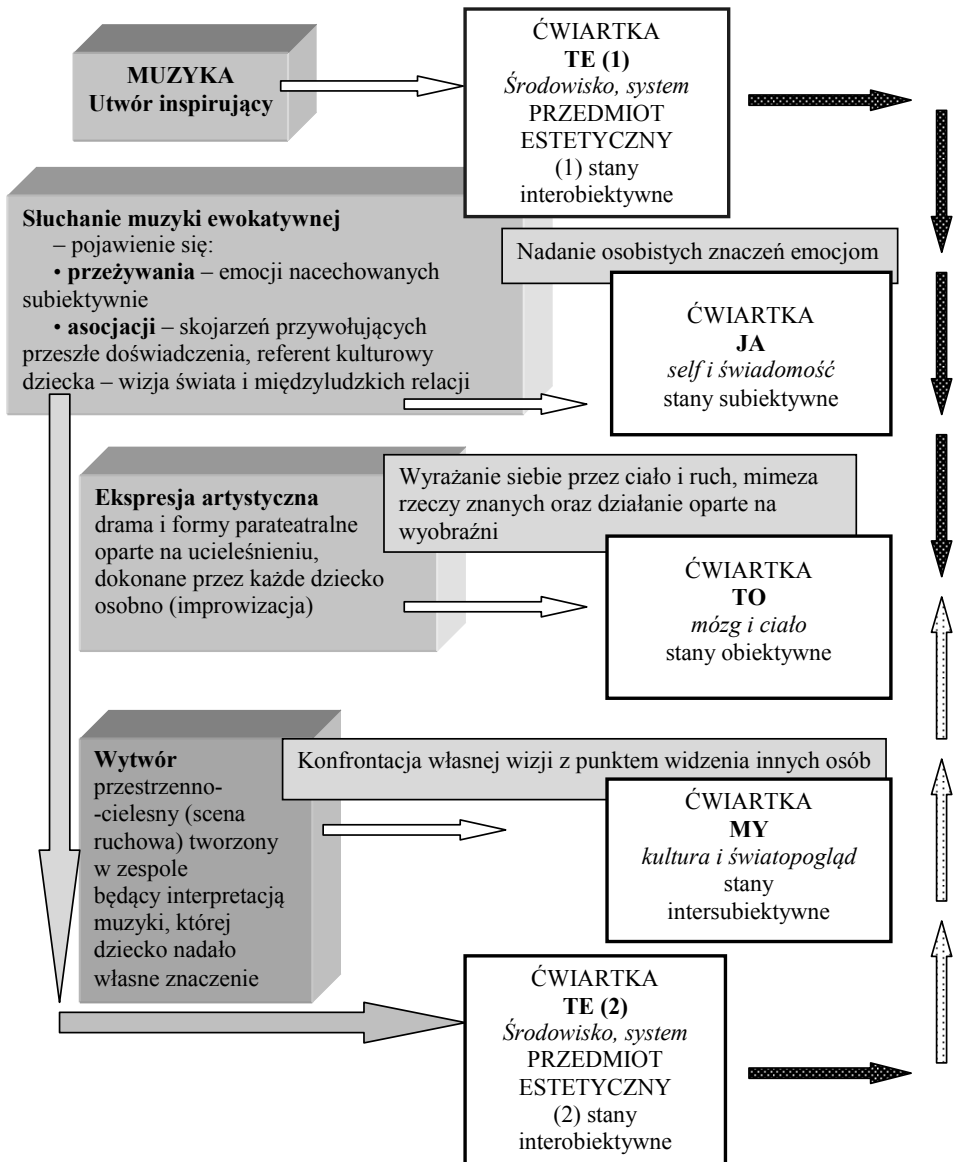 MUZYKA
Utwór inspirujący
ĆWIARTKA
TE (1)
Środowisko, system
PRZEDMIOT
ESTETYCZNY
(1) stany
interobiektywne
Słuchanie muzyki ewokatywnej
– pojawienie się:
• przeżywania – emocji nacechowanych
subiektywnie
• asocjacji – skojarzeń przywołujących
przeszłe doświadczenia, referent kulturowy
dziecka – wizja świata i międzyludzkich relacji
Nadanie osobistych znaczeń emocjom
ĆWIARTKA
JA
self i świadomość
stany subiektywne
Ekspresja artystyczna
drama i formy parateatralne
oparte na ucieleśnieniu,
dokonane przez każde dziecko
osobno (improwizacja)
Wyrażanie siebie przez ciało i ruch, mimeza
rzeczy znanych oraz działanie oparte na
wyobraźni
ĆWIARTKA
TO
mózg i ciało
stany obiektywne
Wytwór
przestrzenno-
-cielesny (scena
ruchowa) tworzony
w zespole
będący interpretacją
muzyki, której
dziecko nadało
własne znaczenie
Konfrontacja własnej wizji z punktem widzenia innych osób
ĆWIARTKA
MY
kultura i światopogląd
stany
intersubiektywne
ĆWIARTKA
TE (2)
Środowisko, system
PRZEDMIOT
ESTETYCZNY
(2) stany
interobiektywne